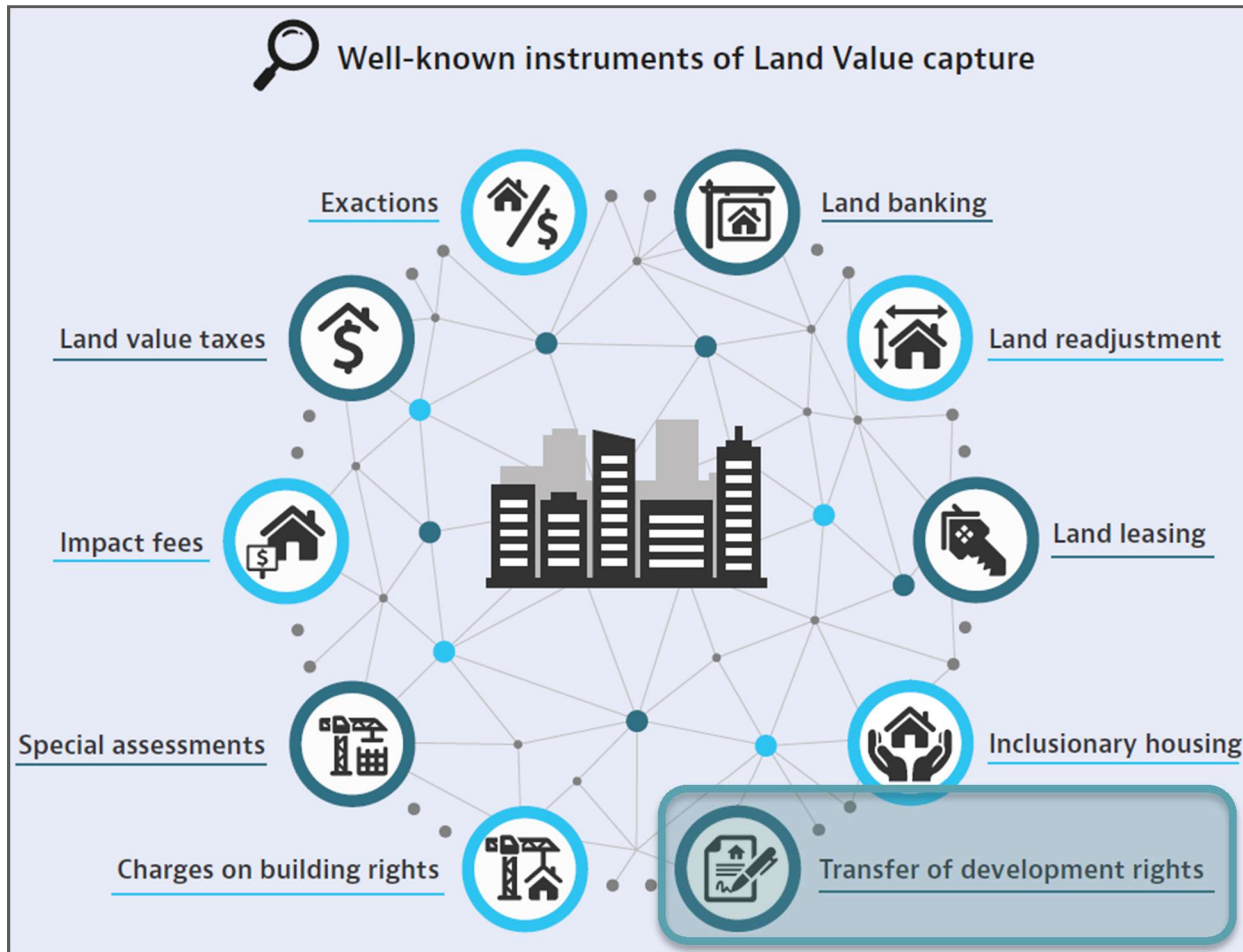 Well-known instruments of Land Value capture
Exactions
Land banking
Land value taxes
Land readjustment
Impact fees
Land leasing
Special assessments
Inclusionary housing
Charges on building rights
Transfer of development rights